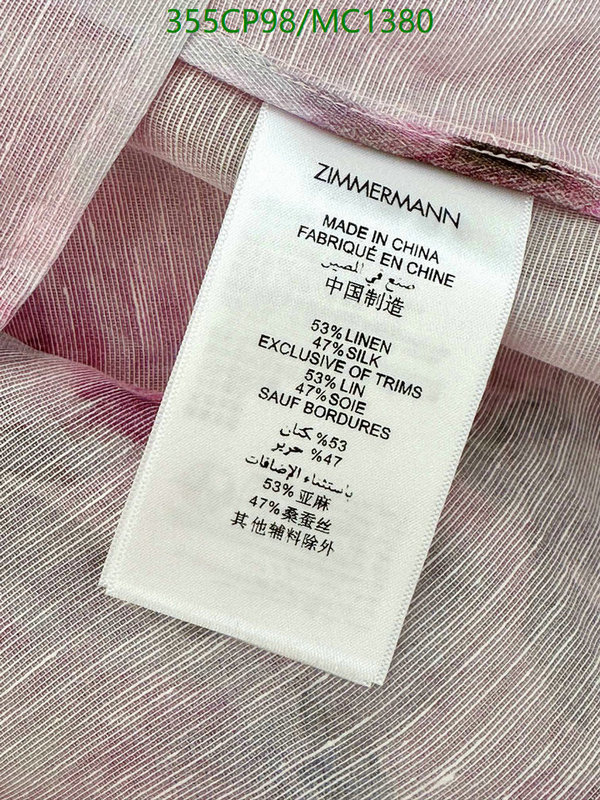 355CP98/MC1380
ZIMMERMANN
MADE IN CHINA
FABRIQUÉ EN CHINE
صنع في الصين
中国制造
53% LINEN
47% SILK
EXCLUSIVE OF TRIMS
53% LIN
47% SOIE
SAUF BORDURES
53% كتان
47% حرير
باستثناء الإضافات
53% 亚麻
47% 桑蚕丝
其他辅料除外